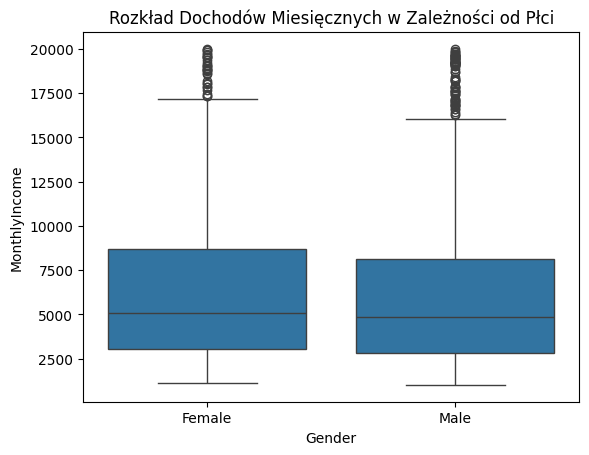 Rozkład Dochodów Miesięcznych w Zależności od Płci
20000
17500
15000
12500
10000
7500
5000
2500
MonthlyIncome
Female
Male
Gender